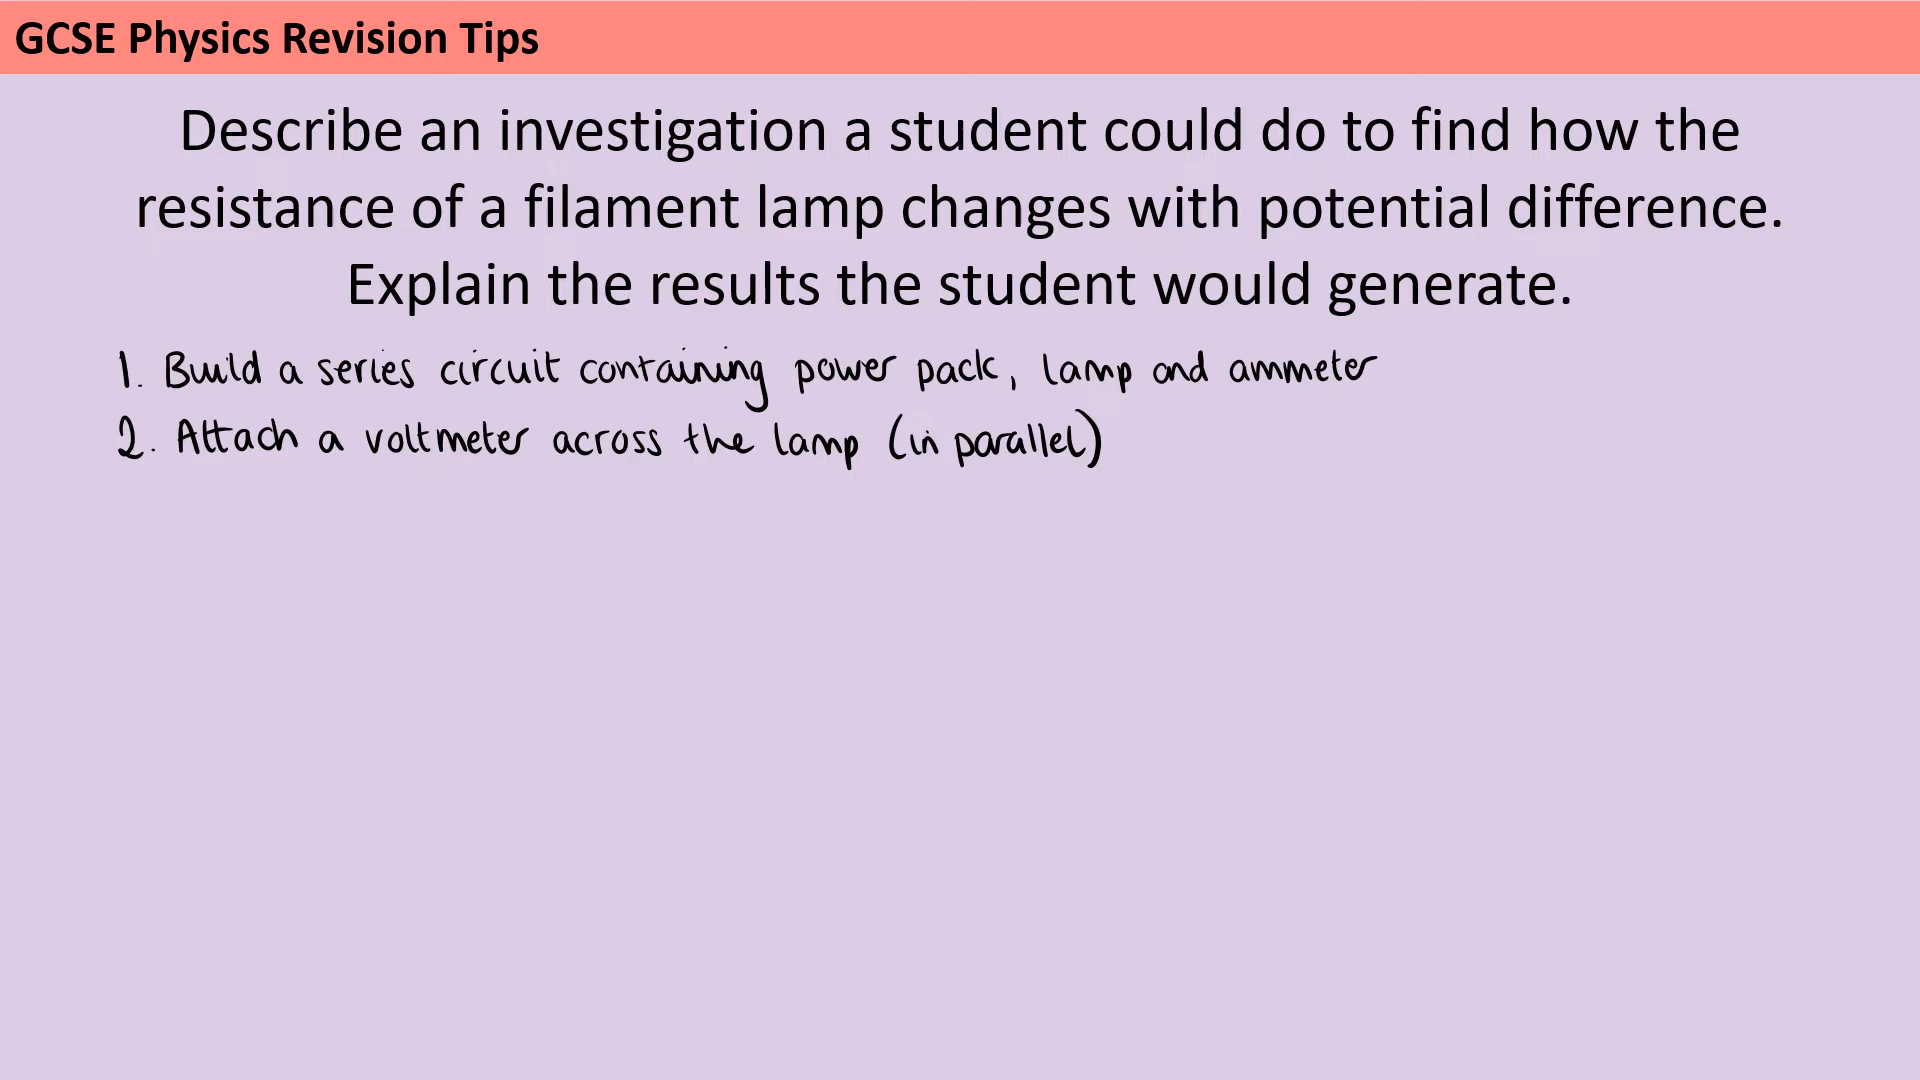 GCSE Physics Revision Tips
Describe an investigation a student could do to find how the
resistance of a filament lamp changes with potential difference.
Explain the results the student would generate.
1. Build a series circuit containing power pack, lamp and ammeter
2. Attach a voltmeter across the lamp (in parallel)